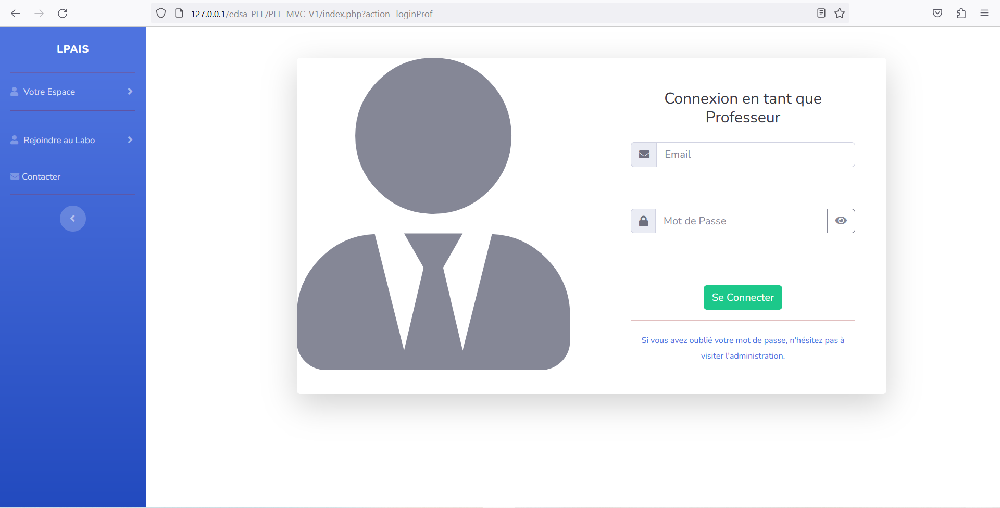 127.0.0.1/edsa-PFE/PFE_MVC-V1/index.php?action=loginProf
LPAIS
Votre Espace
Rejoindre au Labo
Contacter
Connexion en tant que
Professeur
Email
Mot de Passe
Se Connecter
Si vous avez oublié votre mot de passe, n'hésitez pas à
visiter l'administration.